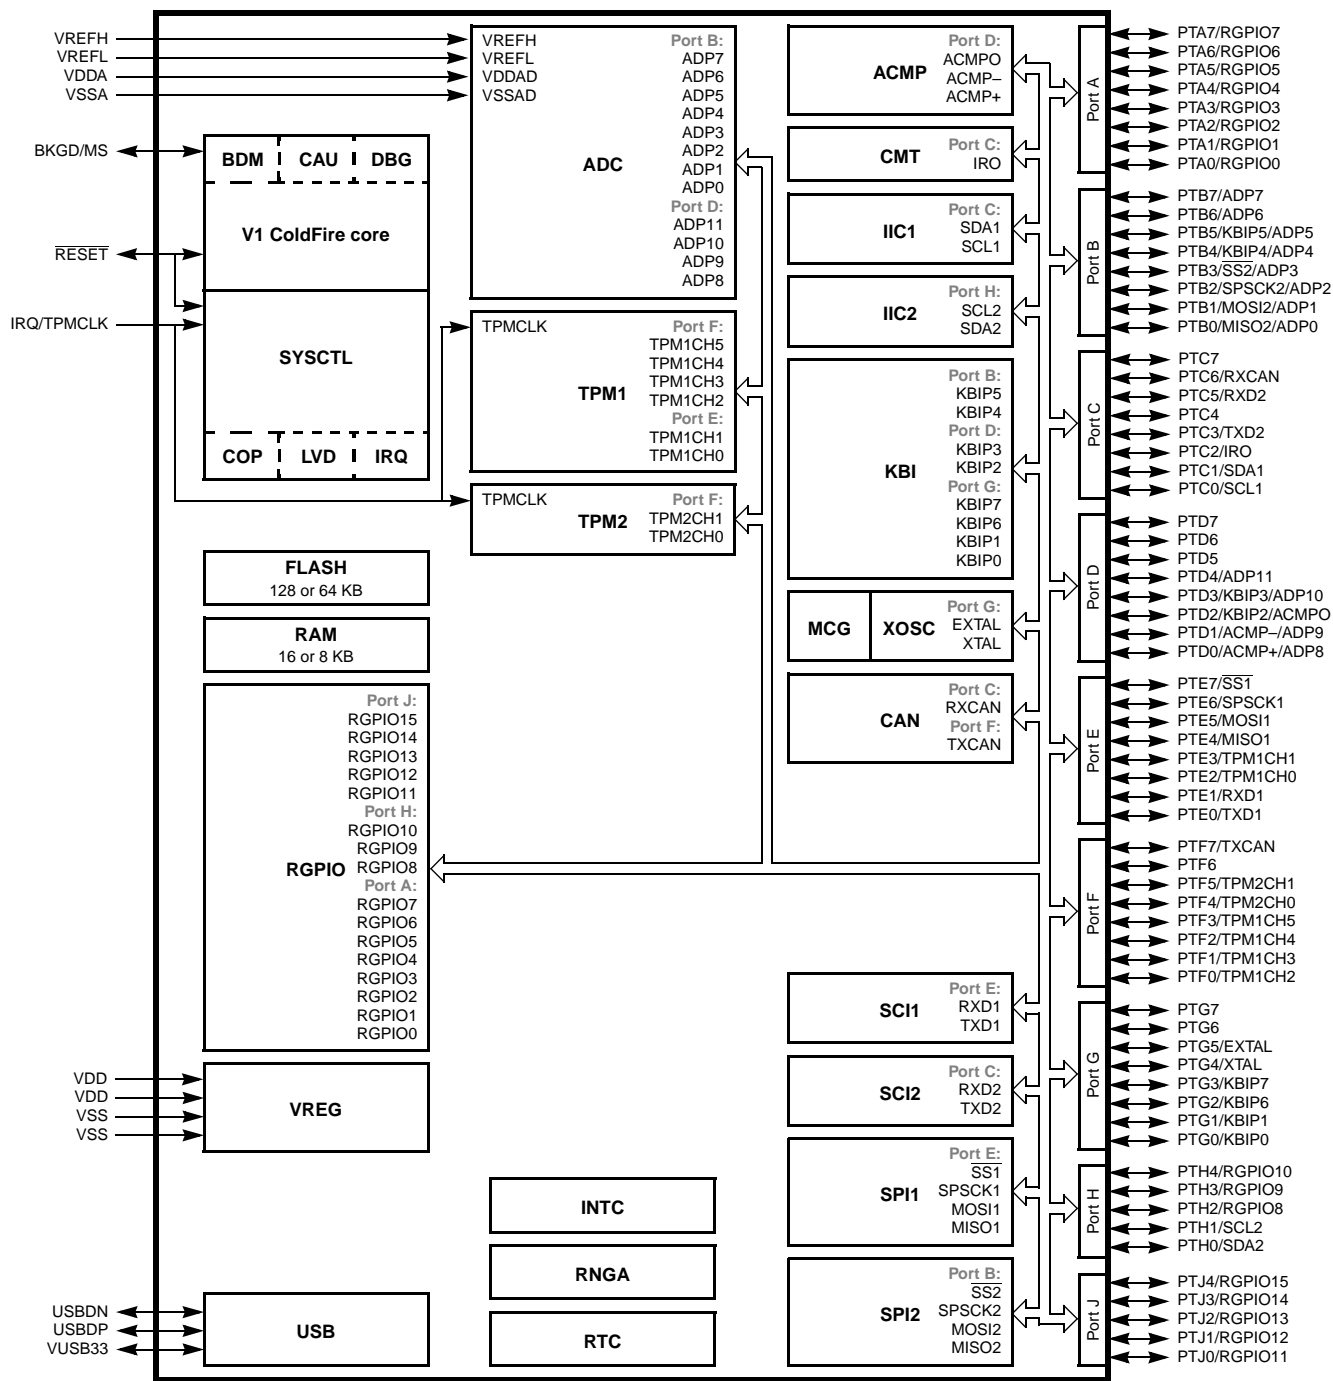 VREFH
VREFL
VDDA
VSSA
BKGD/MS
RESET
IRQ/TPMCLK
BDM CAU DBG
V1 ColdFire core
SYSCTL
COP LVD IRQ
FLASH
128 or 64 KB
RAM
16 or 8 KB
RGPIO
Port J:
RGPIO15
RGPIO14
RGPIO13
RGPIO12
RGPIO11
Port H:
RGPIO10
RGPIO9
RGPIO8
Port A:
RGPIO7
RGPIO6
RGPIO5
RGPIO4
RGPIO3
RGPIO2
RGPIO1
RGPIO0
VDD
VDD
VSS
VSS
VREG
USBDN
USBDP
VUSB33
USB
VREFH
VREFL
VDDAD
VSSAD
ADC
Port B:
ADP7
ADP6
ADP5
ADP4
ADP3
ADP2
ADP1
ADP0
Port D:
ADP11
ADP10
ADP9
ADP8
TPMCLK
TPM1
Port F:
TPM1CH5
TPM1CH4
TPM1CH3
TPM1CH2
Port E:
TPM1CH1
TPM1CH0
TPMCLK
TPM2
Port F:
TPM2CH1
TPM2CH0
INTC
RNGA
RTC
ACMP
Port D:
ACMPO
ACMP–
ACMP+
CMT
Port C:
IRO
IIC1
Port C:
SDA1
SCL1
IIC2
Port H:
SCL2
SDA2
KBI
Port B:
KBIP5
KBIP4
Port D:
KBIP3
KBIP2
Port G:
KBIP7
KBIP6
KBIP1
KBIP0
MCG
XOSC
Port G:
EXTAL
XTAL
CAN
Port C:
RXCAN
Port F:
TXCAN
SCI1
Port E:
RXD1
TXD1
SCI2
Port C:
RXD2
TXD2
SPI1
Port E:
SS1
SPSCK1
MOSI1
MISO1
SPI2
Port B:
SS2
SPSCK2
MOSI2
MISO2
Port A
PTA7/RGPIO7
PTA6/RGPIO6
PTA5/RGPIO5
PTA4/RGPIO4
PTA3/RGPIO3
PTA2/RGPIO2
PTA1/RGPIO1
PTA0/RGPIO0
Port B
PTB7/ADP7
PTB6/ADP6
PTB5/KBIP5/ADP5
PTB4/KBIP4/ADP4
PTB3/SS2/ADP3
PTB2/SPSCK2/ADP2
PTB1/MOSI2/ADP1
PTB0/MISO2/ADP0
Port C
PTC7
PTC6/RXCAN
PTC5/RXD2
PTC4
PTC3/TXD2
PTC2/IRO
PTC1/SDA1
PTC0/SCL1
Port D
PTD7
PTD6
PTD5
PTD4/ADP11
PTD3/KBIP3/ADP10
PTD2/KBIP2/ACMPO
PTD1/ACMP–/ADP9
PTD0/ACMP+/ADP8
Port E
PTE7/SS1
PTE6/SPSCK1
PTE5/MOSI1
PTE4/MISO1
PTE3/TPM1CH1
PTE2/TPM1CH0
PTE1/RXD1
PTE0/TXD1
Port F
PTF7/TXCAN
PTF6
PTF5/TPM2CH1
PTF4/TPM2CH0
PTF3/TPM1CH5
PTF2/TPM1CH4
PTF1/TPM1CH3
PTF0/TPM1CH2
Port G
PTG7
PTG6
PTG5/EXTAL
PTG4/XTAL
PTG3/KBIP7
PTG2/KBIP6
PTG1/KBIP1
PTG0/KBIP0
Port H
PTH4/RGPIO10
PTH3/RGPIO9
PTH2/RGPIO8
PTH1/SCL2
PTH0/SDA2
Port J
PTJ4/RGPIO15
PTJ3/RGPIO14
PTJ2/RGPIO13
PTJ1/RGPIO12
PTJ0/RGPIO11